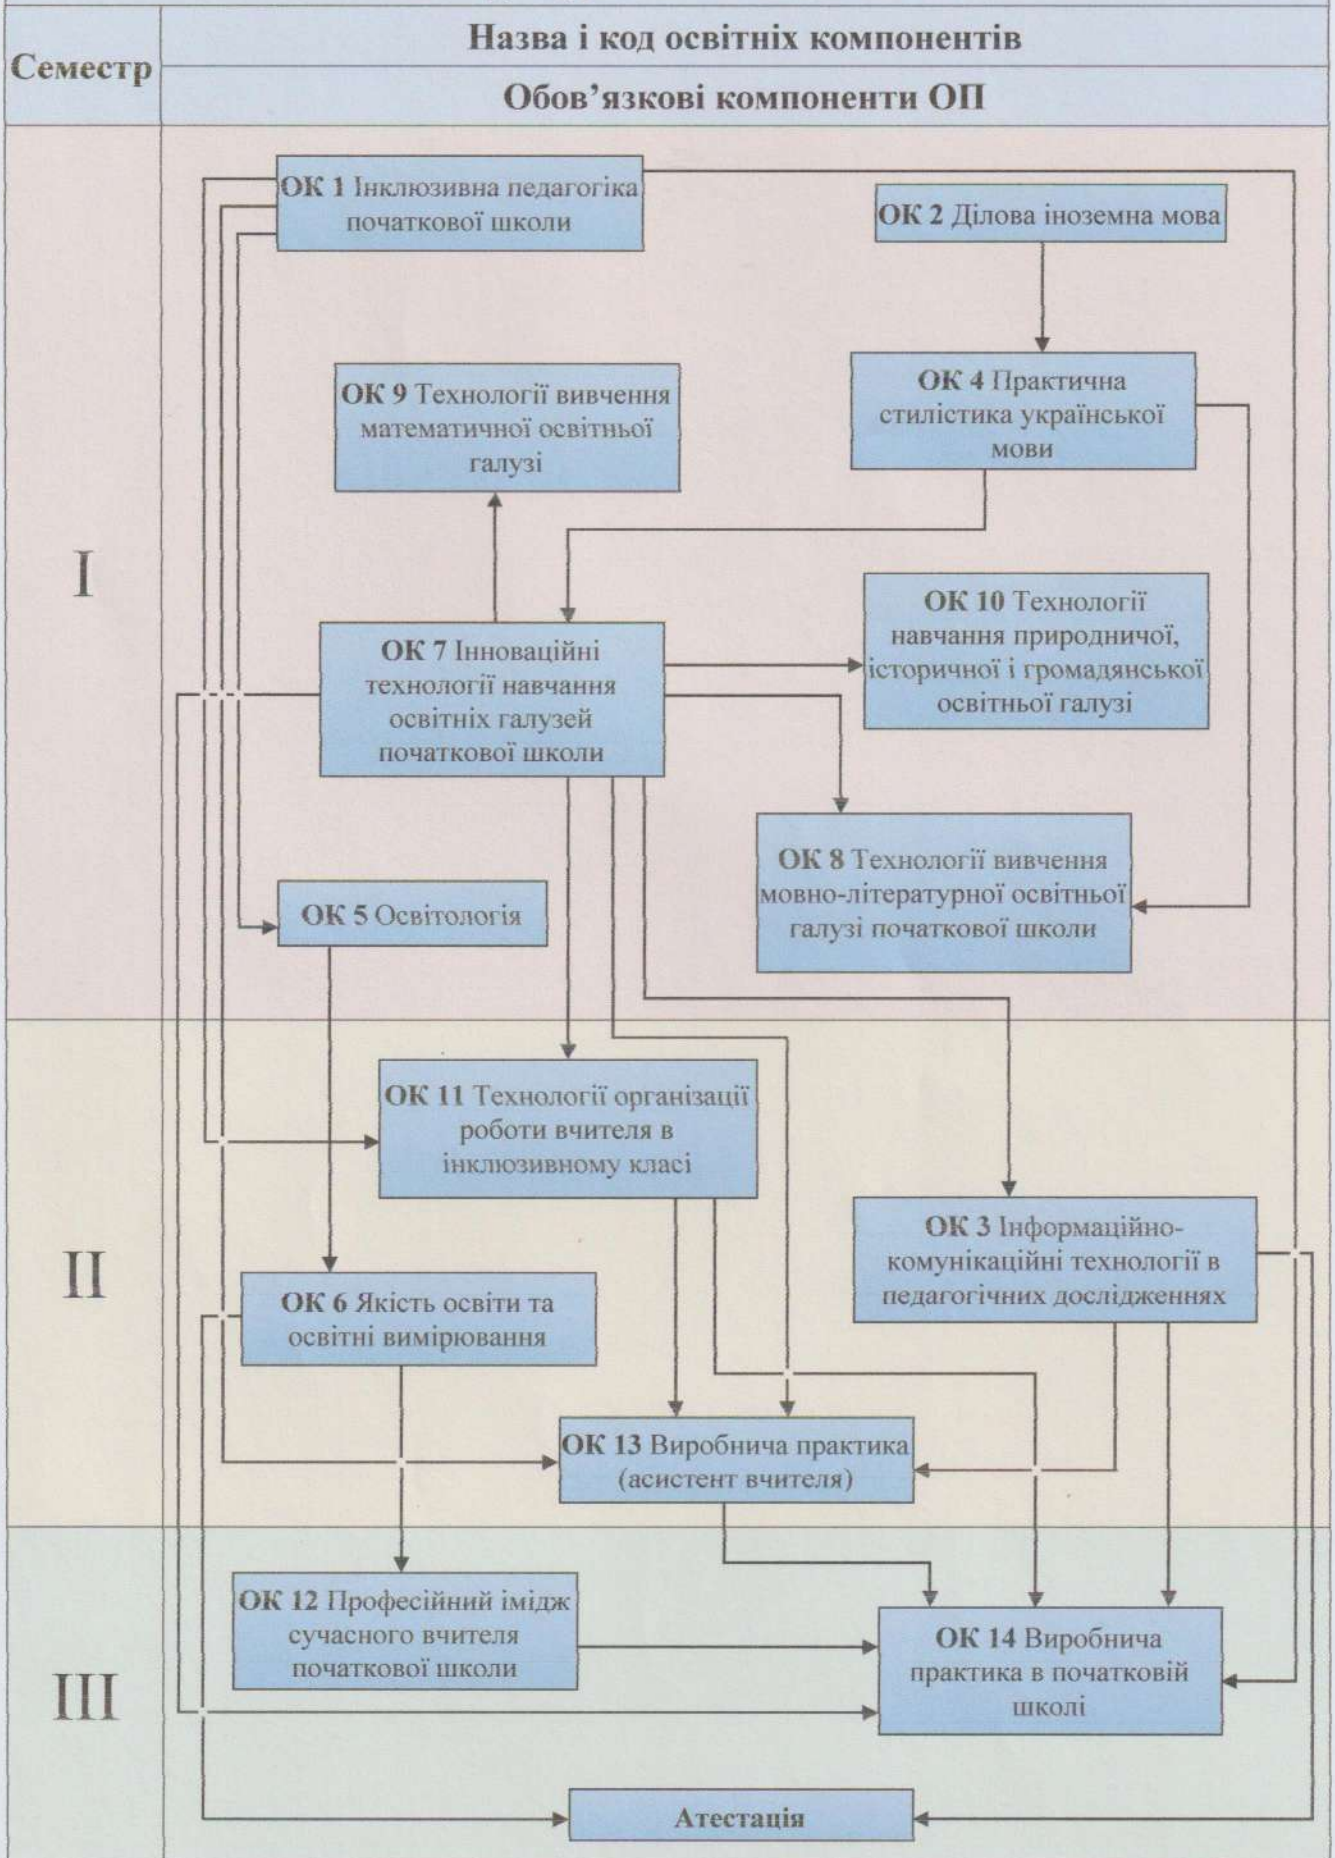 Семестр
Назва і код освітніх компонентів
Обов’язкові компоненти ОП
I
ОК 1 Інклюзивна педагогіка
початкової школи
ОК 2 Ділова іноземна мова
ОК 9 Технології вивчення
математичної освітньої
галузі
ОК 4 Практична
стилістика української
мови
ОК 7 Інноваційні
технології навчання
освітніх галузей
початкової школи
ОК 10 Технології
навчання природничої,
історичної і громадянської
освітньої галузі
ОК 8 Технології вивчення
мовно-літературної освітньої
галузі початкової школи
ОК 5 Освітологія
II
ОК 11 Технології організації
роботи вчителя в
інклюзивному класі
ОК 3 Інформаційно-
комунікаційні технології в
педагогічних дослідженнях
ОК 6 Якість освіти та
освітні вимірювання
ОК 13 Виробнича практика
(асистент вчителя)
III
ОК 12 Професійний імідж
сучасного вчителя
початкової школи
ОК 14 Виробнича
практика в початковій
школі
Атестація